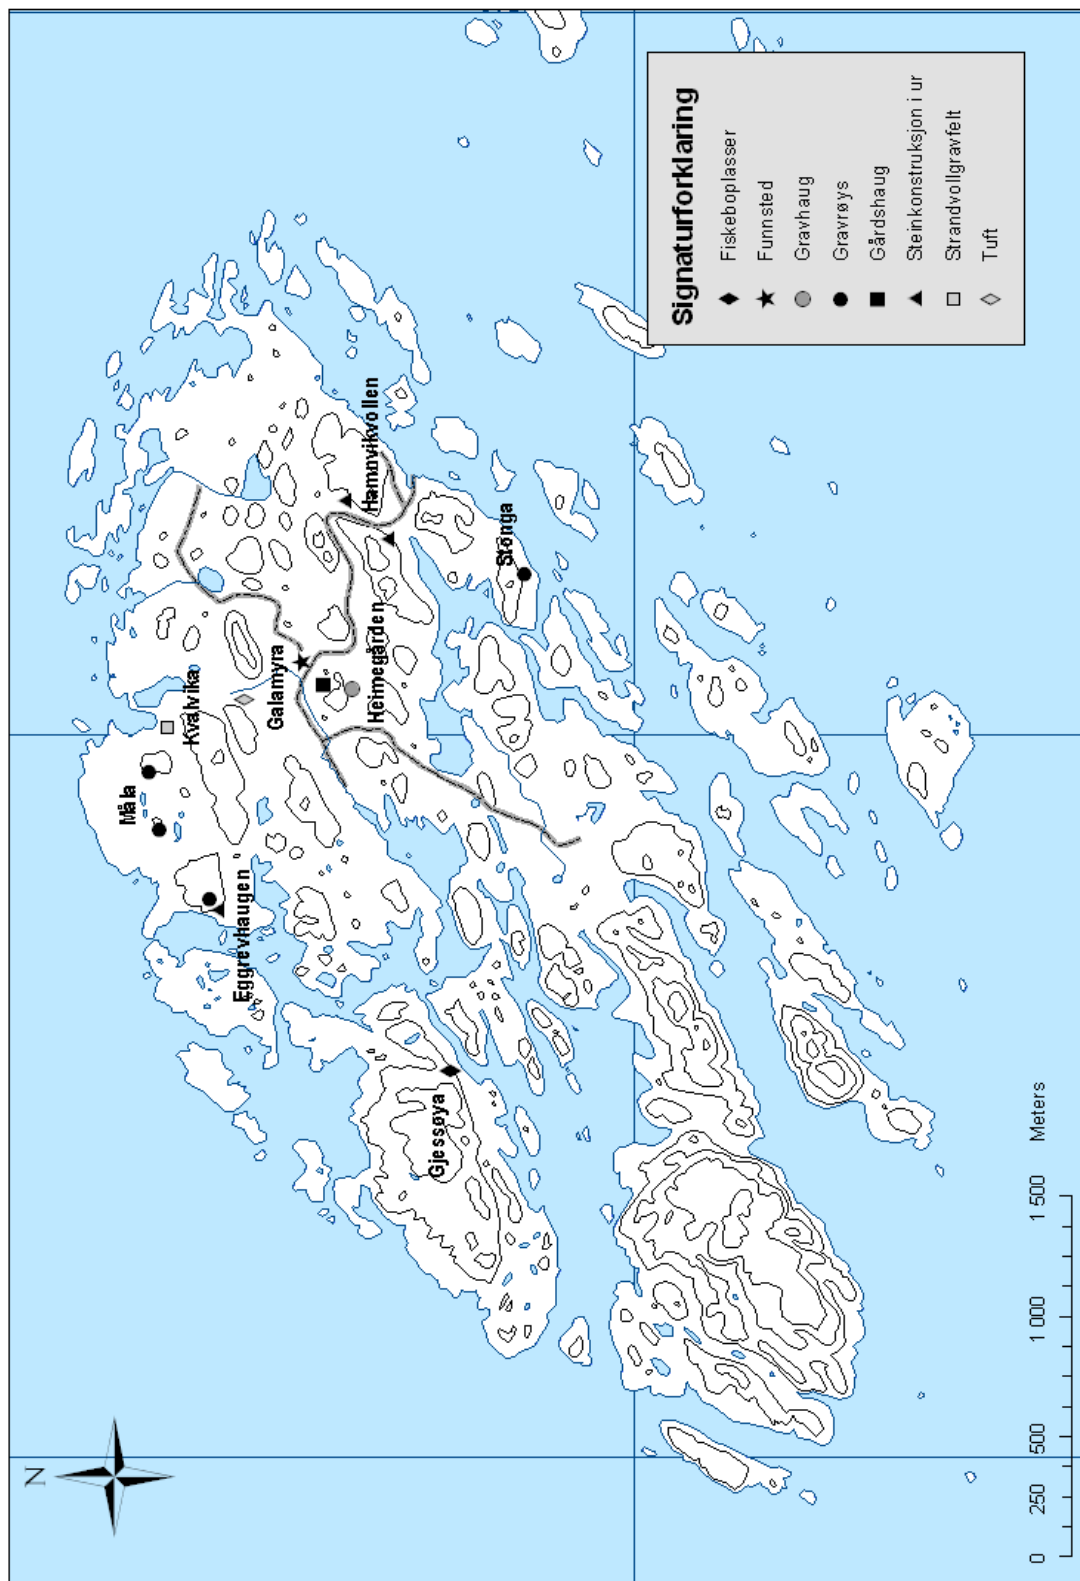 N
Måla
Kvalvika
Eggrevhaugen
Galamyra
Heimegården
Hamnvikvollen
Stonga
Gjessøya
Signaturforklaring
Fiskeboplasser
Funnsted
Gravhaug
Gravrøys
Gårdshaug
Steinkonstruksjon i ur
Strandvollgravfelt
Tuft
0 250 500 1 000 1 500 Meters